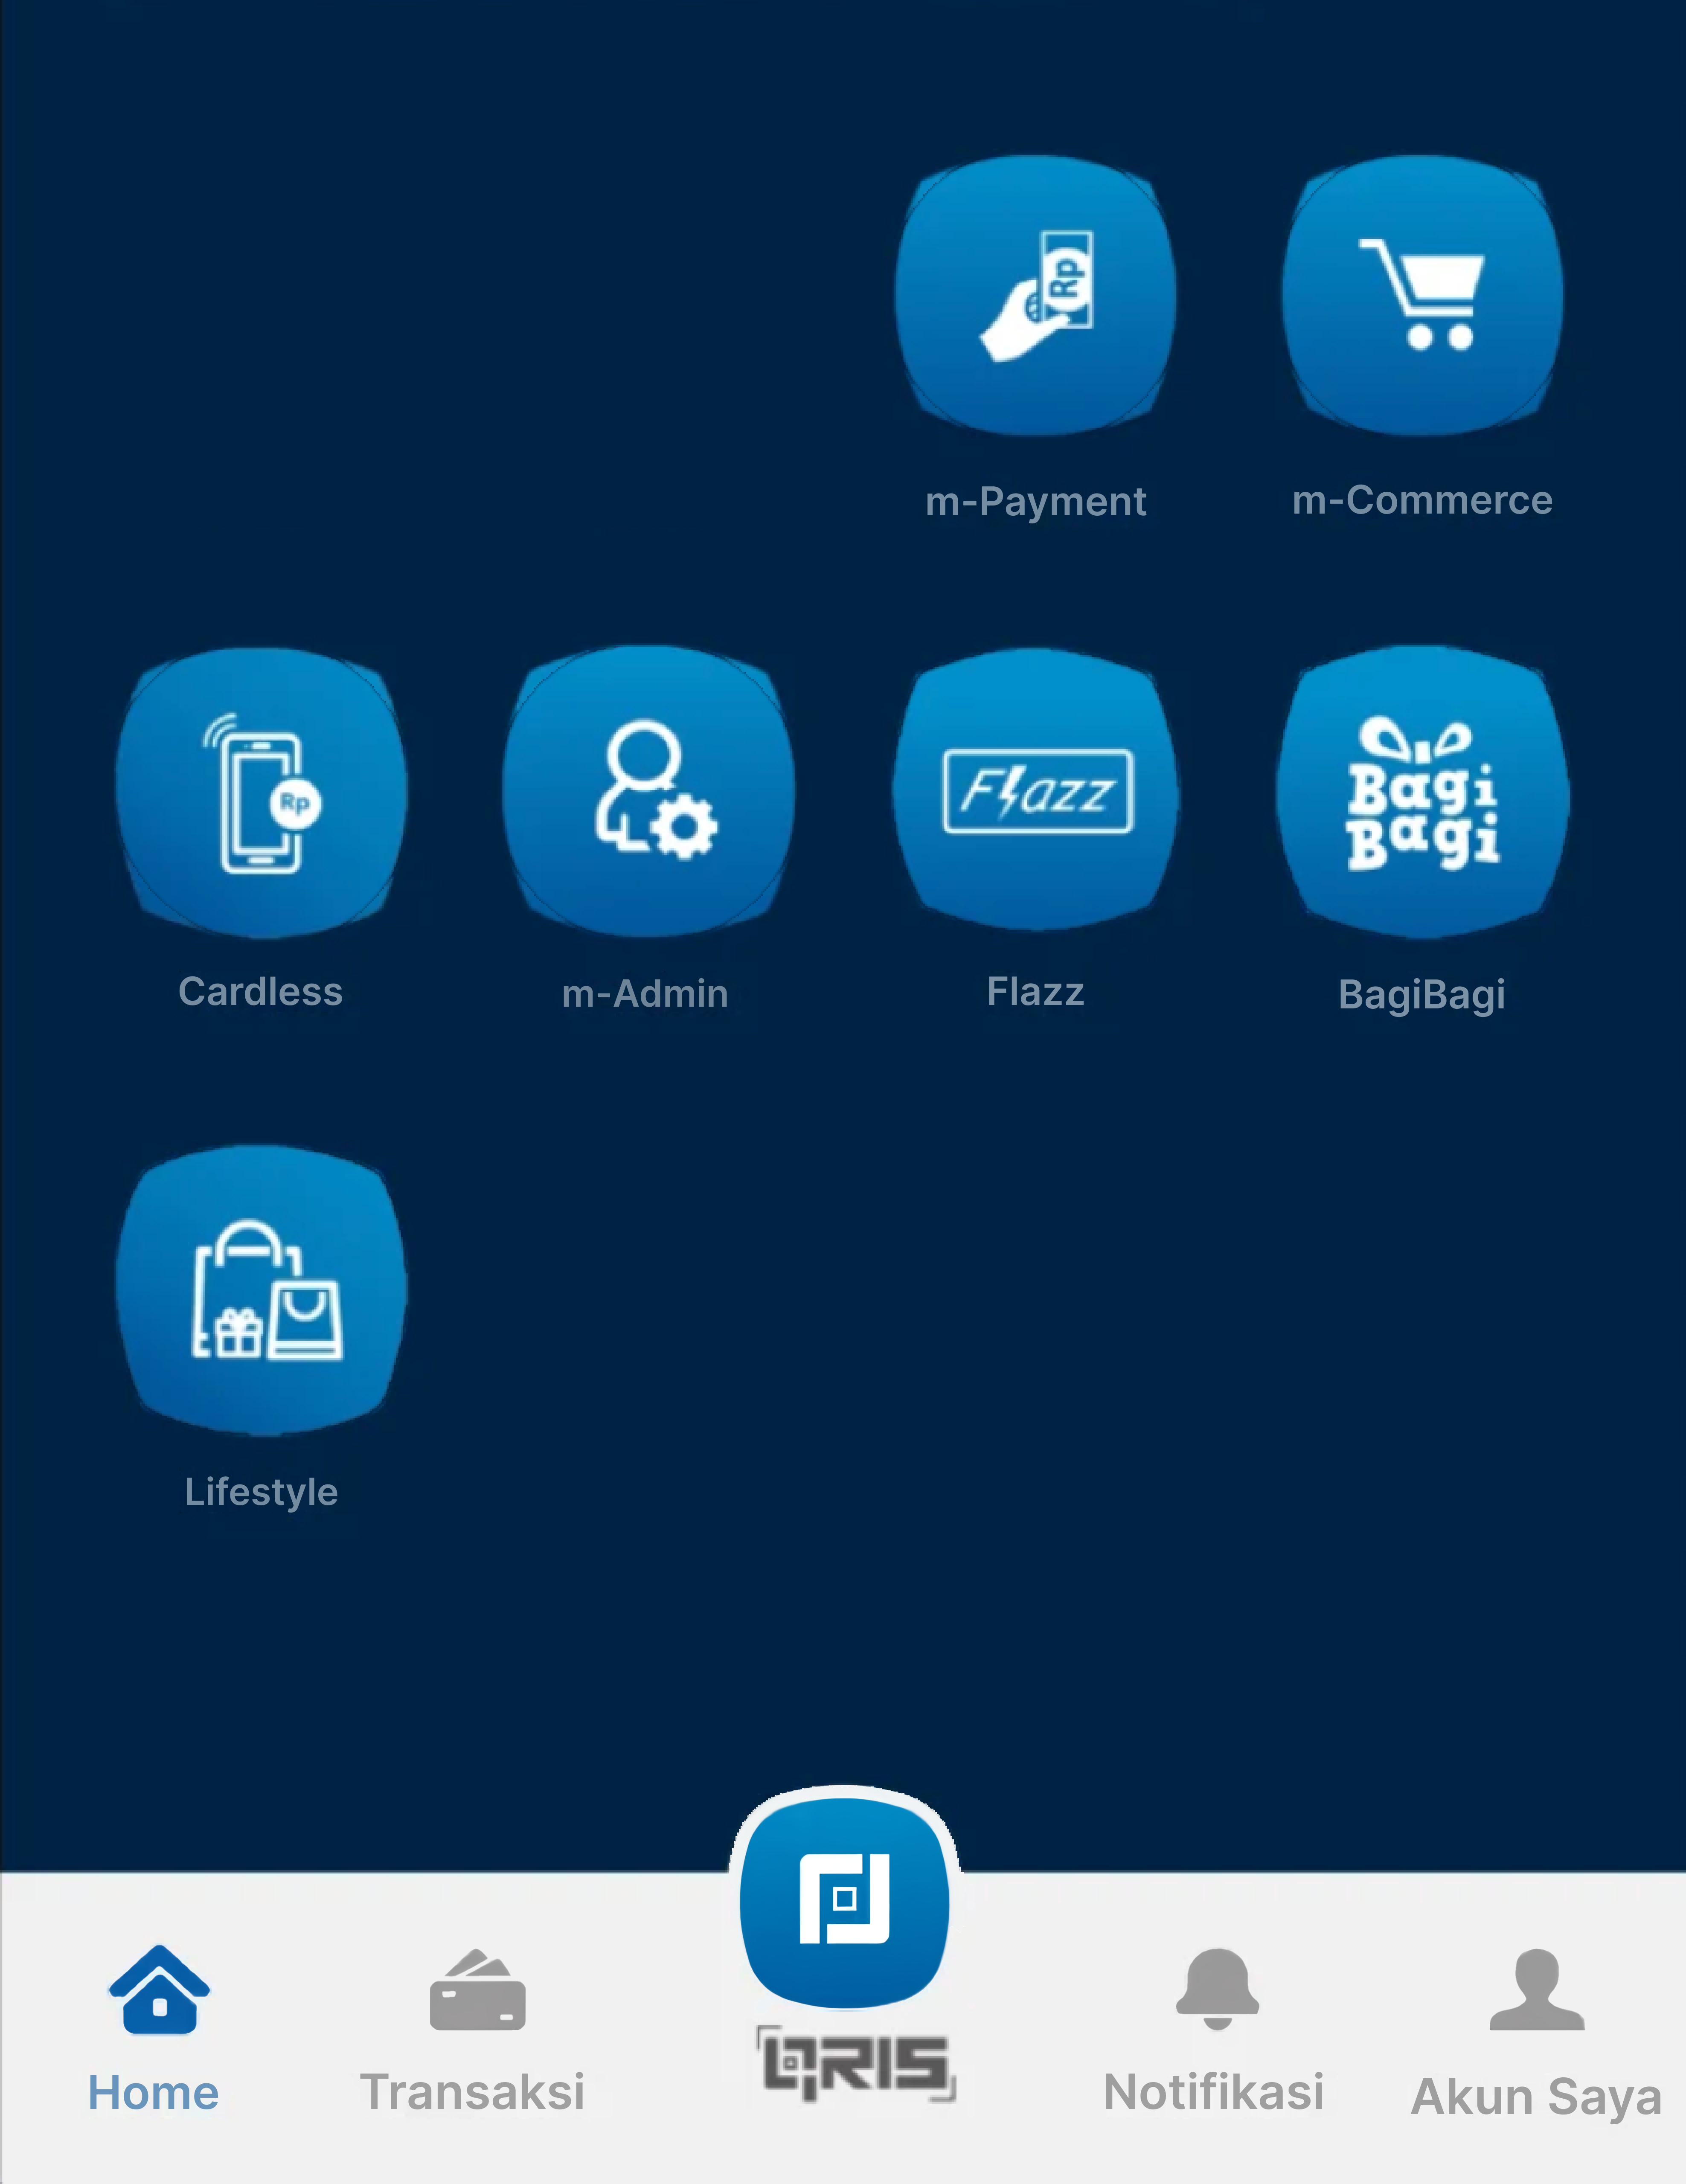 Rp
m-Payment
m-Commerce
Rp
Flazz
Bagi
Bagi
Cardless
m-Admin
Flazz
BagiBagi
Lifestyle
QRIS
Home
Transaksi
Notifikasi
Akun Saya